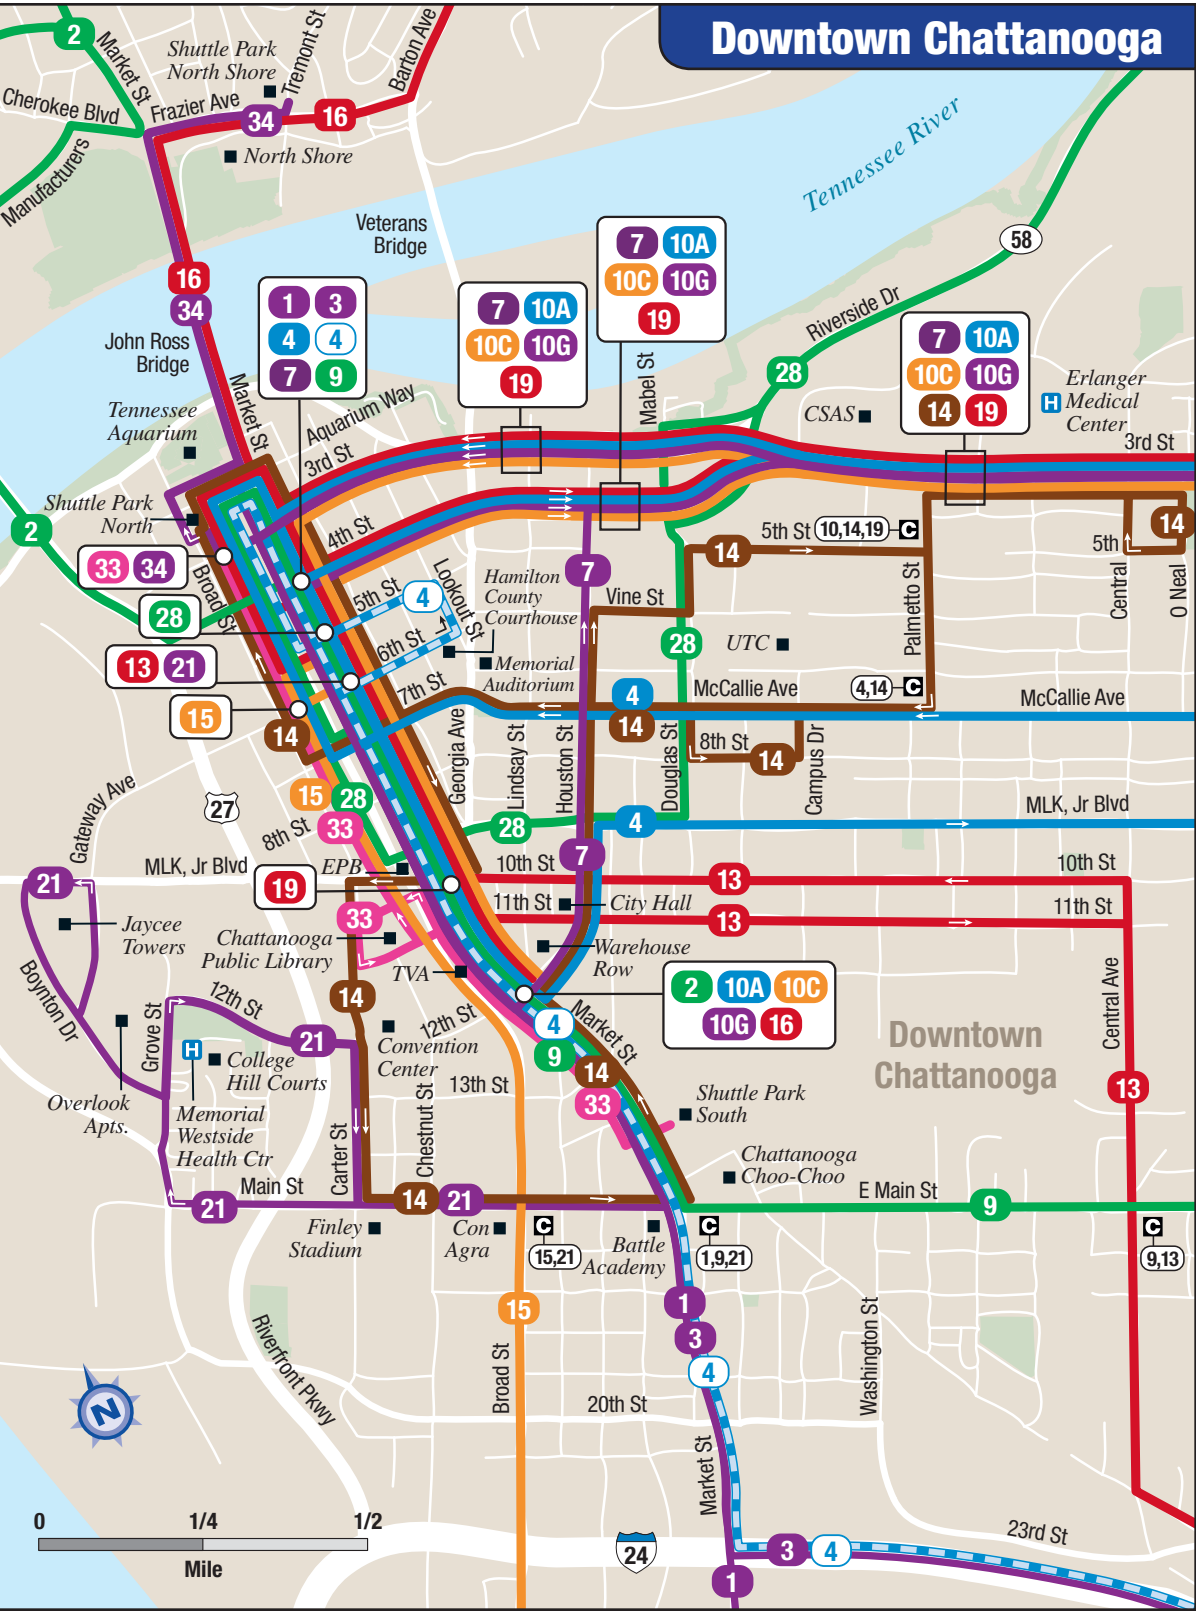 Downtown Chattanooga
2
Market St
Shuttle Park
North Shore
Tremont St
Barton Ave
Cherokee Blvd
Frazier Ave
34
16
Manufacturers
North Shore
Tennessee River
Veterans
Bridge
58
16
34
John Ross
Bridge
1 3
4 4
7 9
7 10A
10C 10G
19
7 10A
10C 10G
19
Riverside Dr
7 10A
10C 10G
14 19
28
Mabel St
CSAS
H
Erlanger
Medical
Center
3rd St
Market St
Aquarium Way
3rd St
Tennessee
Aquarium
Shuttle Park
North
2
4th St
5th St
10,14,19
C
14
14
5th
Central
O Neal
33 34
28
13 21
15
14
Broad St
5th St
4
Lookout St
6th St
7th St
Hamilton
County
Courthouse
Memorial
Auditorium
7
Vine St
28
UTC
Palmetto St
4,14
C
4
14
McCallie Ave
McCallie Ave
8th St
14
Georgia Ave
Lindsay St
Houston St
Douglas St
Campus Dr
27
15
28
33
8th St
28
4
MLK, Jr Blvd
Gateway Ave
MLK, Jr Blvd
EPB
21
19
7
10th St
13
10th St
11th St
City Hall
13
11th St
Jaycee
Towers
33
Chattanooga
Public Library
TVA
Warehouse
Row
Boynton Dr
14
2 10A 10C
10G 16
12th St
Grove St
21
12th St
Convention
Center
4
9
Market St
Downtown
Chattanooga
Central Ave
H
College
Hill Courts
Overlook
Apts.
Memorial
Westside
Health Ctr
13th St
14
33
Shuttle Park
South
13
Carter St
Chestnut St
Chattanooga
Choo-Choo
21
Main St
14
21
E Main St
9
Finley
Stadium
Con
Agra
C
15,21
Battle
Academy
C
1,9,21
C
9,13
15
1
3
4
Riverfront Pkwy
Broad St
Washington St
20th St
N
Market St
0 1/4 1/2
Mile
24
3
4
23rd St
1